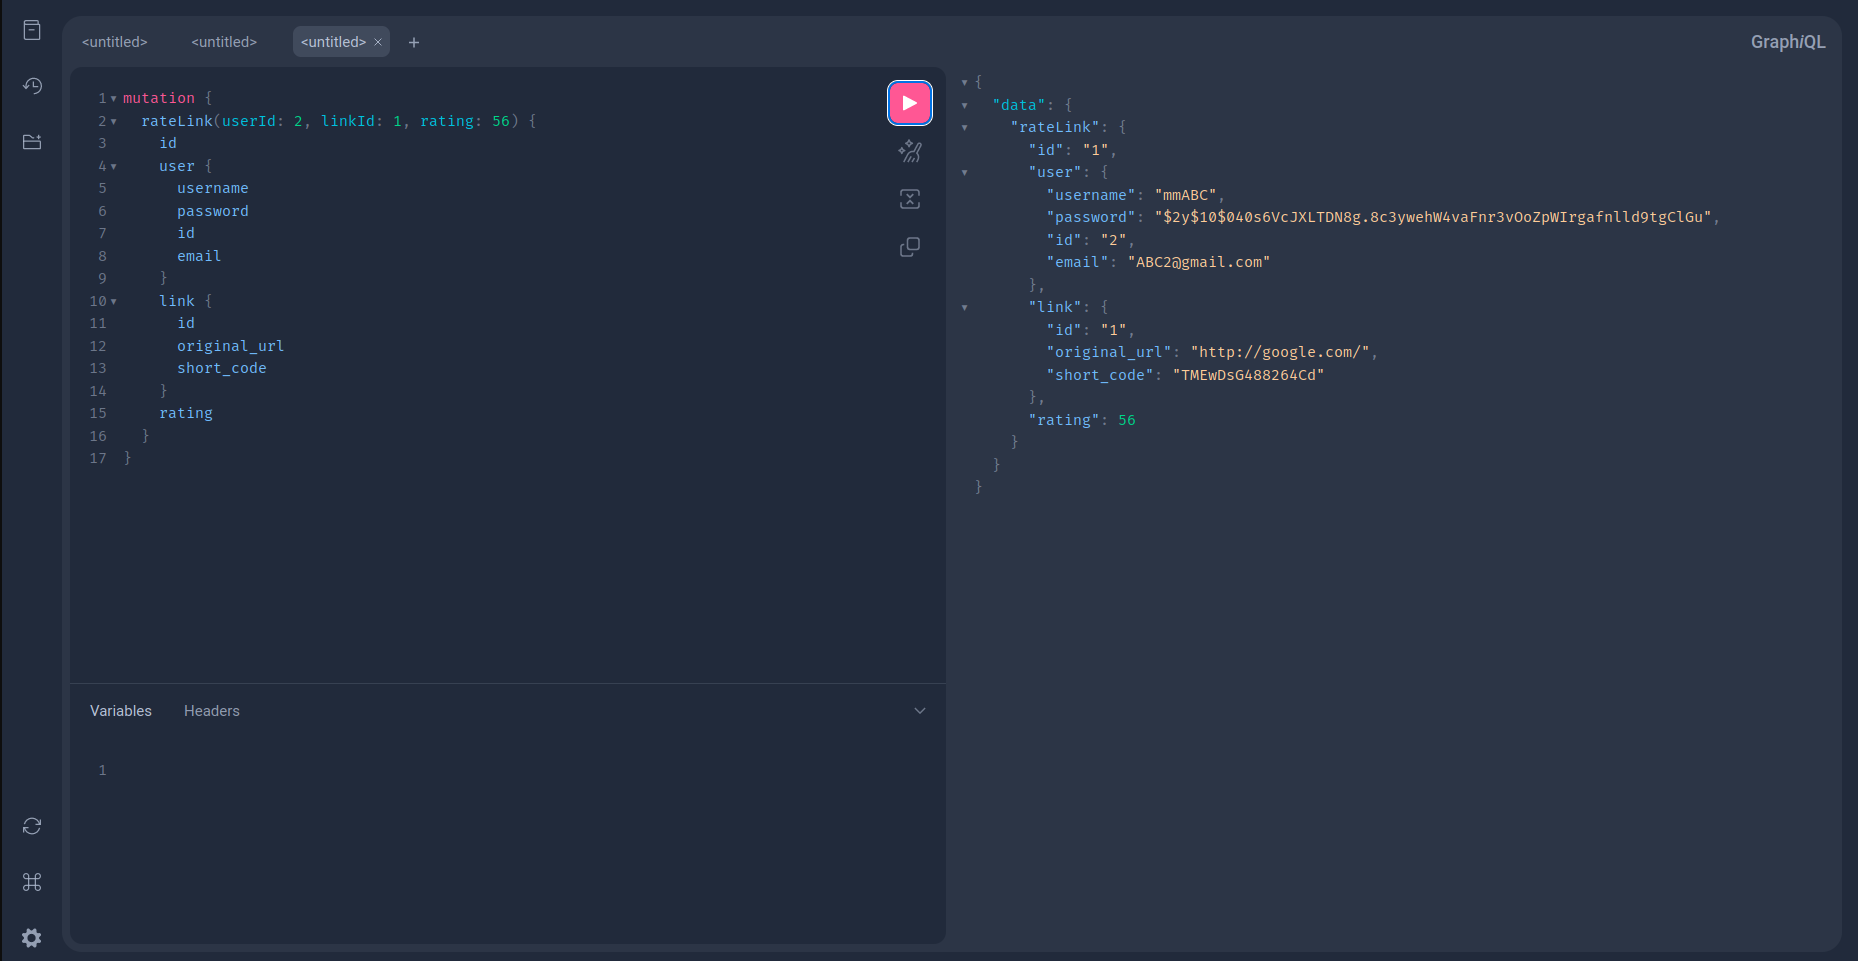 <untitled> <untitled> <untitled> × +
GraphiQL
1 mutation {
2 rateLink(userId: 2, linkId: 1, rating: 56) {
3 id
4 user {
5 username
6 password
7 id
8 email
9 }
10 link {
11 id
12 original_url
13 short_code
14 }
15 rating
16 }
17 }
Variables Headers
1
{
"data": {
"rateLink": {
"id": "1",
"user": {
"username": "mmABC",
"password": "$2y$10$040s6VcJXLTDN8g.8c3ywehW4vaFnr3vOoZpWIrgafnlld9tgClGu",
"id": "2",
"email": "ABC2@gmail.com"
},
"link": {
"id": "1",
"original_url": "http://google.com/",
"short_code": "TMEwDsG488264Cd"
},
"rating": 56
}
}
}